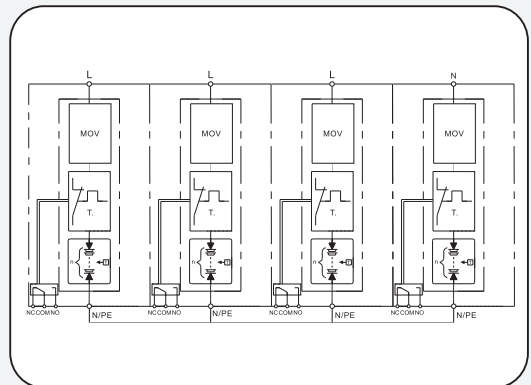 L L L N
MOV MOV MOV MOV
T. T. T. T.
n n n n
NCCOMNO N/PE NCCOMNO N/PE NCCOMNO N/PE NCCOMNO N/PE